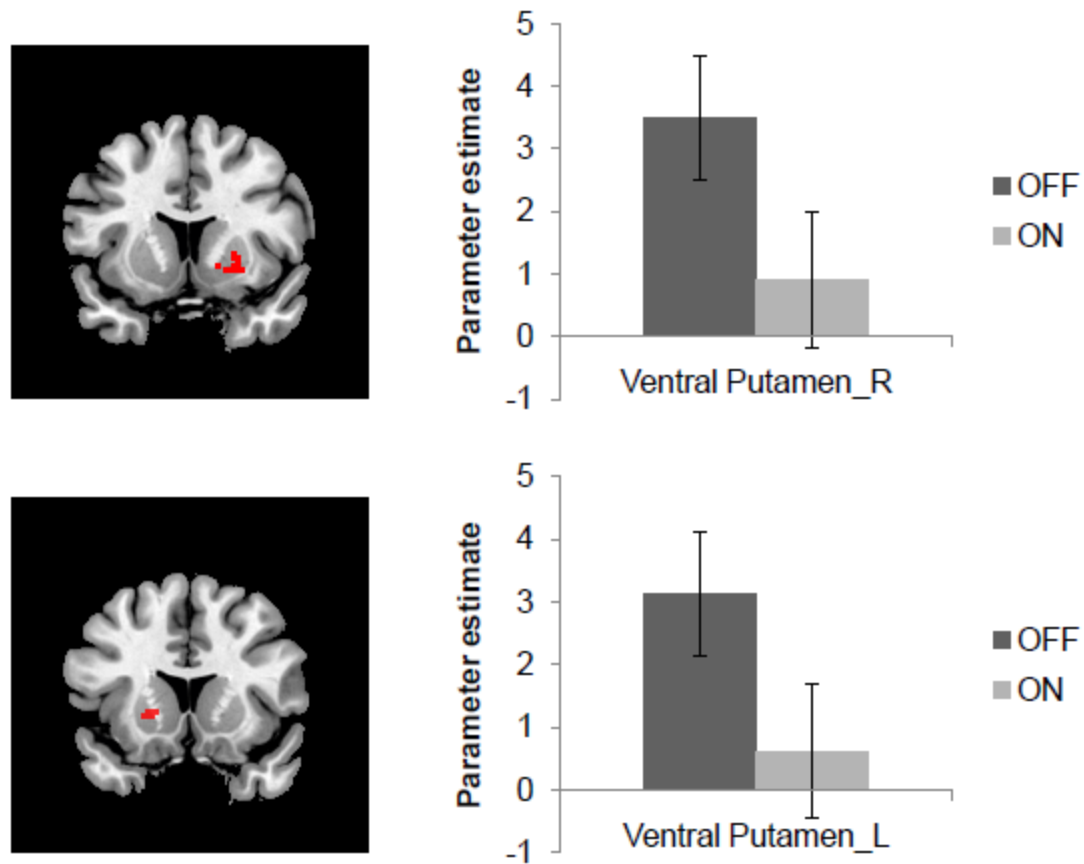 5
4
3
2
1
0
-1
Parameter estimate
Ventral Putamen_R
OFF
ON
5
4
3
2
1
0
-1
Parameter estimate
Ventral Putamen_L
OFF
ON